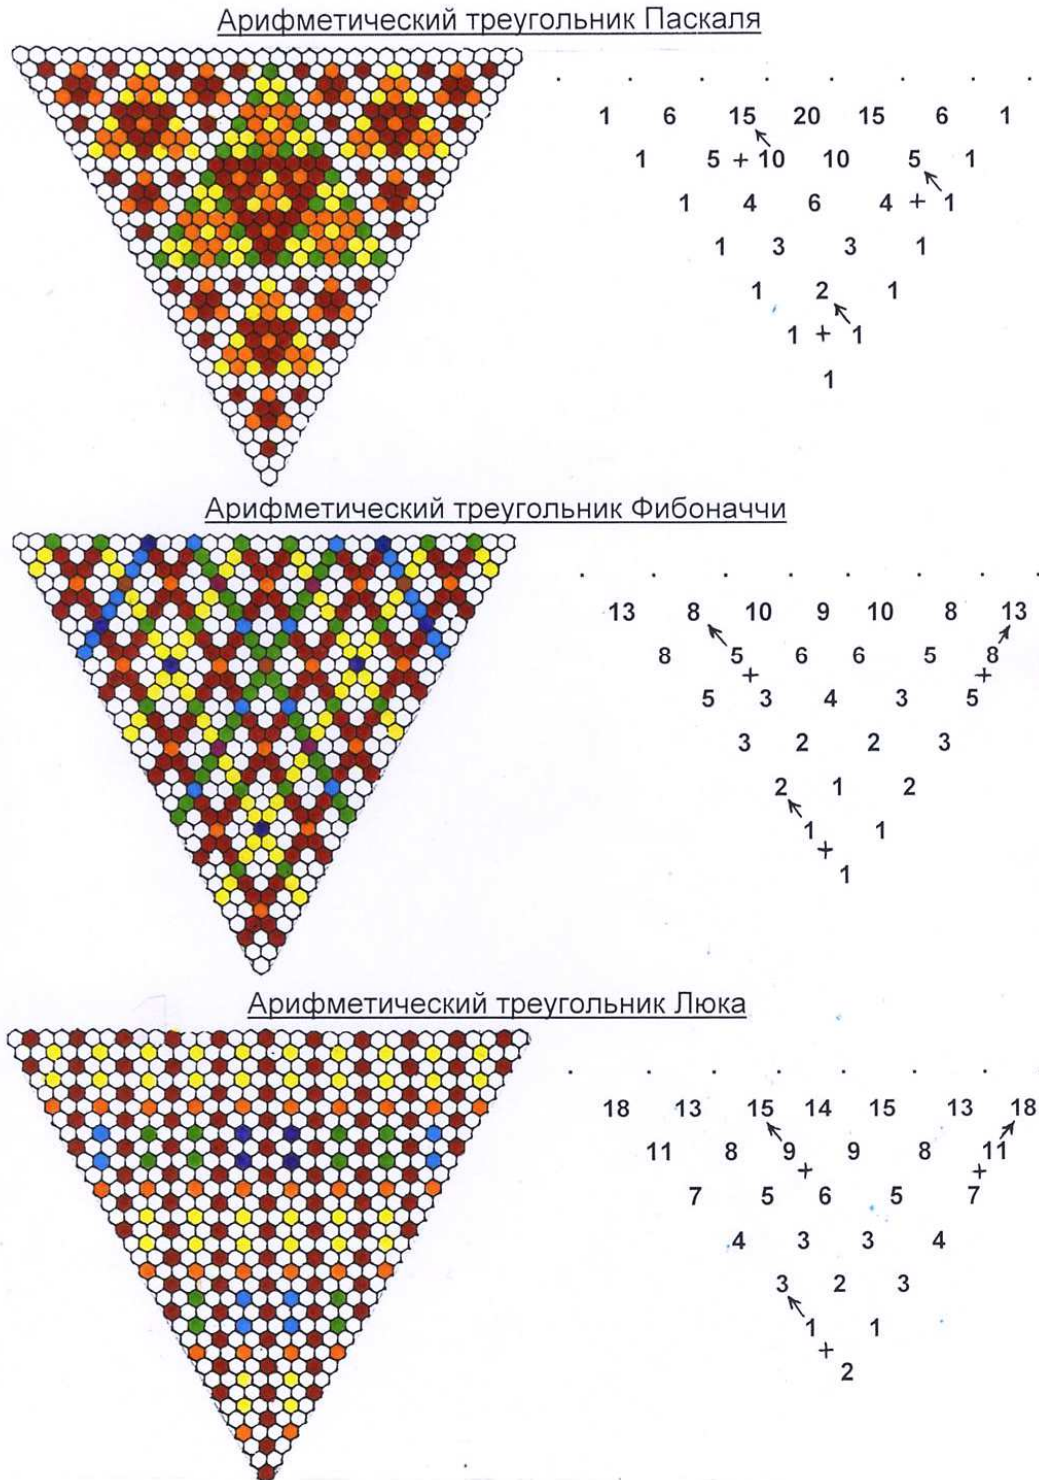 Арифметический треугольник Паскаля
. . . . . . . .
1 6 15 20 15 6 1
1 5 + 10 10 5 1
1 4 6 4 + 1
1 3 3 1
1 2 1
1 + 1
1
Арифметический треугольник Фибоначчи
. . . . . . .
13 8 10 9 10 8 13
8 5 6 6 5 8
+ +
5 3 4 3 5
3 2 2 3
2 1 2
1 1
+
1
Арифметический треугольник Люка
. . . . . . .
18 13 15 14 15 13 18
11 8 9 9 8 11
+ +
7 5 6 5 7
4 3 3 4
3 2 3
1 1
+
2